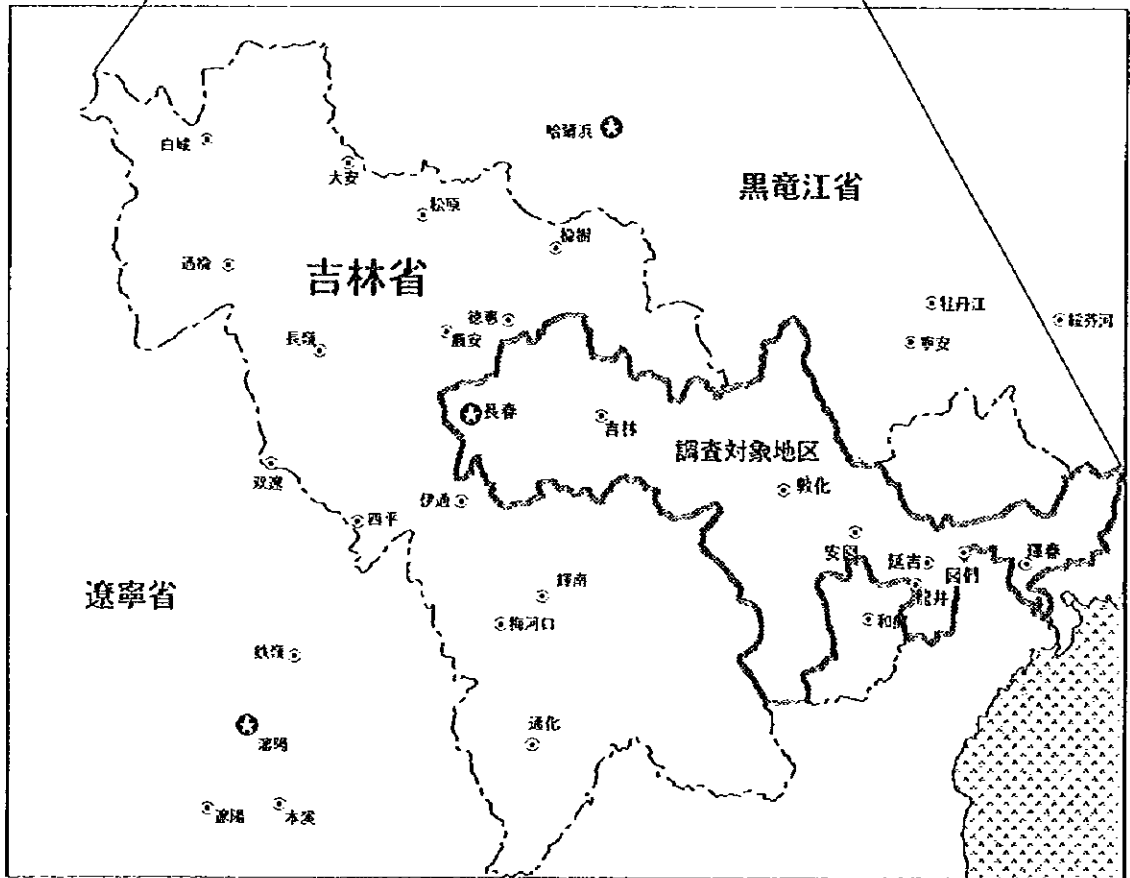 哈爾浜
白城
大安
黒竜江省
松原
楡樹
通楡
吉林省
牡丹江
徳恵
綏芬河
農安
寧安
長嶺
長春
吉林
調査対象地区
双遼
敦化
伊通
四平
安図
延吉
図們
琿春
龍井
遼寧省
輝南
和龍
梅河口
鉄嶺
瀋陽
通化
遼陽
本溪